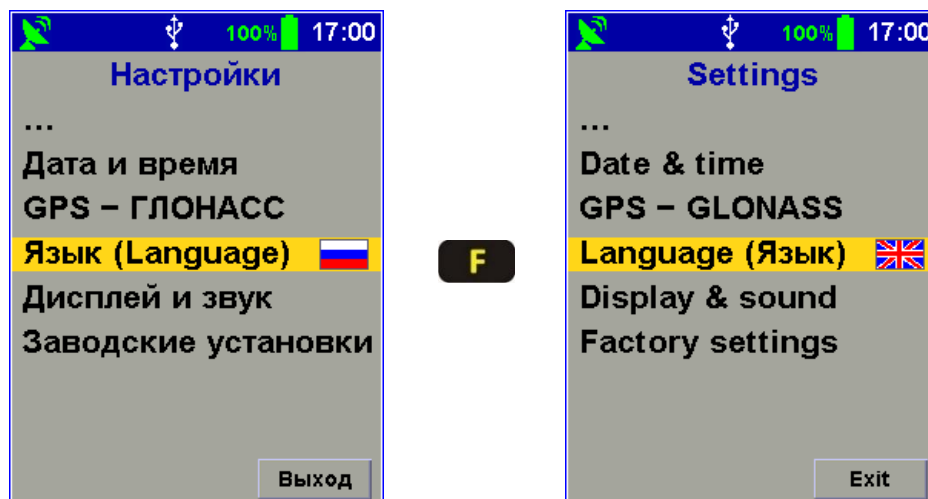 100% 17:00
Настройки
...
Дата и время
GPS – ГЛОНАСС
Язык (Language)
Дисплей и звук
Заводские установки
Выход
F
100% 17:00
Settings
...
Date & time
GPS – GLONASS
Language (Язык)
Display & sound
Factory settings
Exit